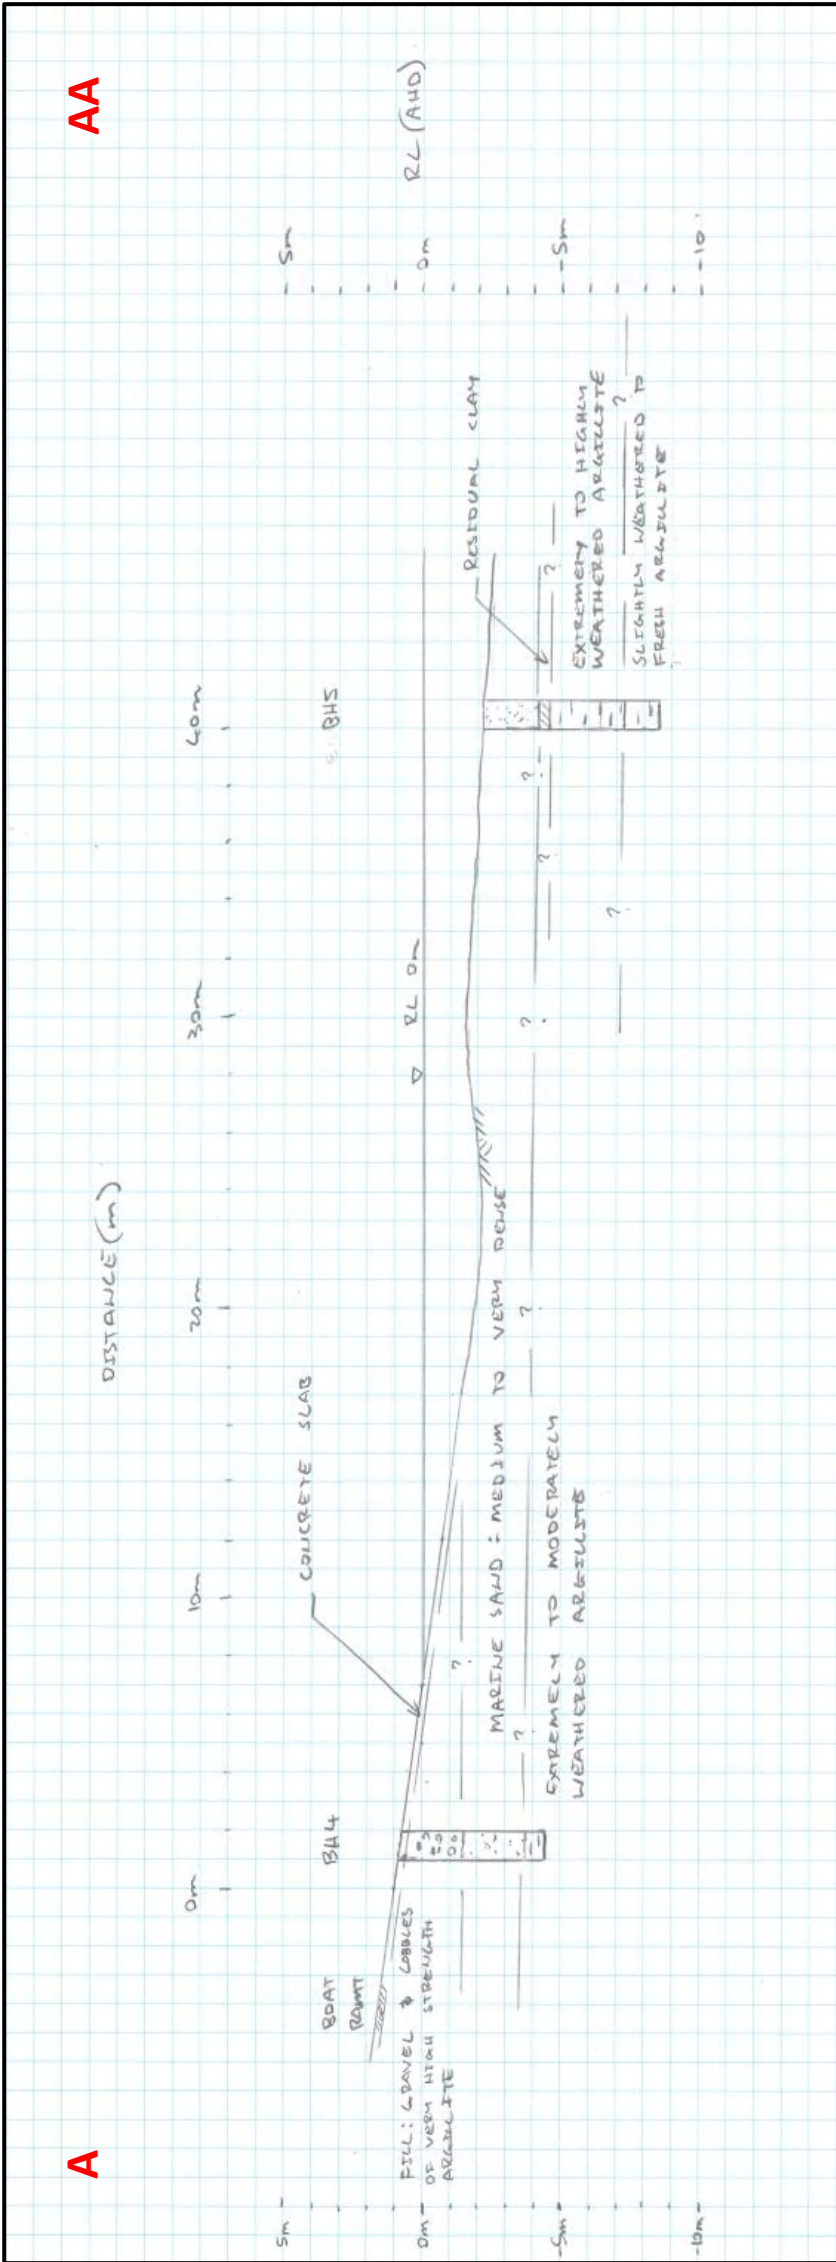 A
AA
DISTANCE (m)
0m
10m
20m
30m
40m
5m
0m
-5m
-10m
5m
0m
-5m
-10
RL (AHD)
BOAT
RAMP
BH4
CONCRETE SLAB
RL 0m
BH5
FILL: GRAVEL & COBBLES
OF VERY HIGH STRENGTH
ARGILLITE
MARINE SAND: MEDIUM TO VERY DENSE
EXTREMELY TO MODERATELY
WEATHERED ARGILLITE
RESIDUAL CLAY
EXTREMELY TO HIGHLY
WEATHERED ARGILLITE
SLIGHTLY WEATHERED TO
FRESH ARGILLITE
?
?
?
?
?
?
?
?
?